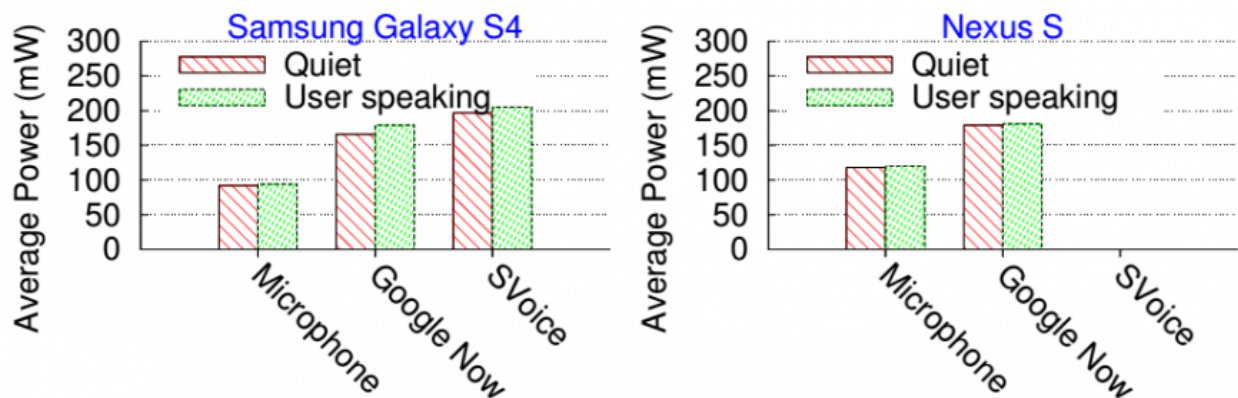 Samsung Galaxy S4
Average Power (mW)
300
250
200
150
100
50
0
Quiet
User speaking
Microphone
Google Now
SVoice
Nexus S
Average Power (mW)
300
250
200
150
100
50
0
Quiet
User speaking
Microphone
Google Now
SVoice